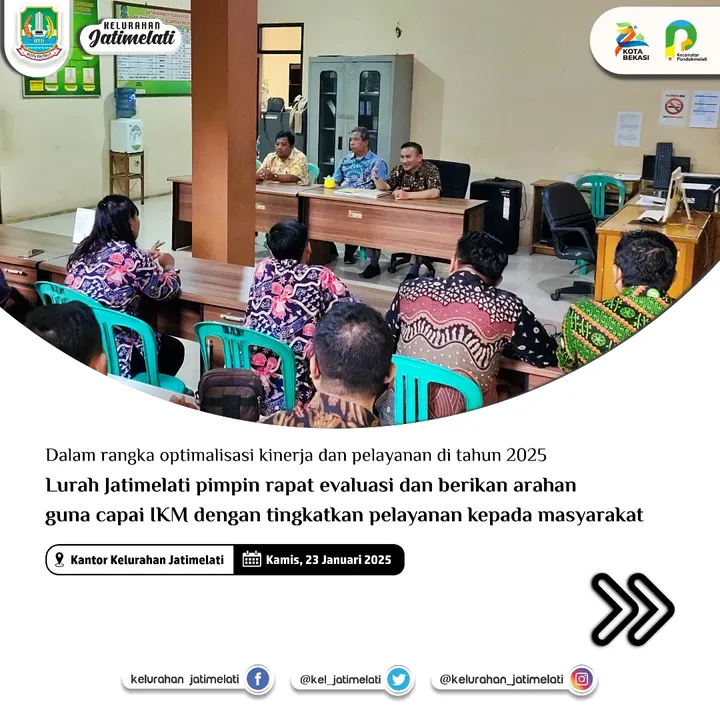 KELURAHAN
Jatimelati
KOTA
BEKASI
Kecamatan
Pondokmelati
Dalam rangka optimalisasi kinerja dan pelayanan di tahun 2025
Lurah Jatimelati pimpin rapat evaluasi dan berikan arahan
guna capai IKM dengan tingkatkan pelayanan kepada masyarakat
Kantor Kelurahan Jatimelati
Kamis, 23 Januari 2025
kelurahan jatimelati
@kel_jatimelati
@kelurahan_jatimelati